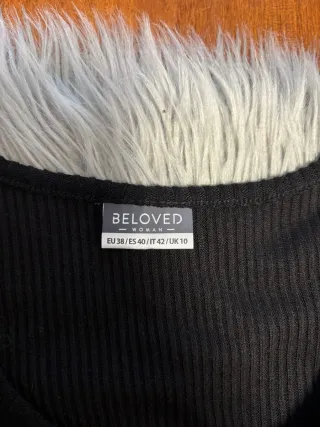 BELOVED
WOMAN
EU 38 / ES 40 / IT 42 / UK 10